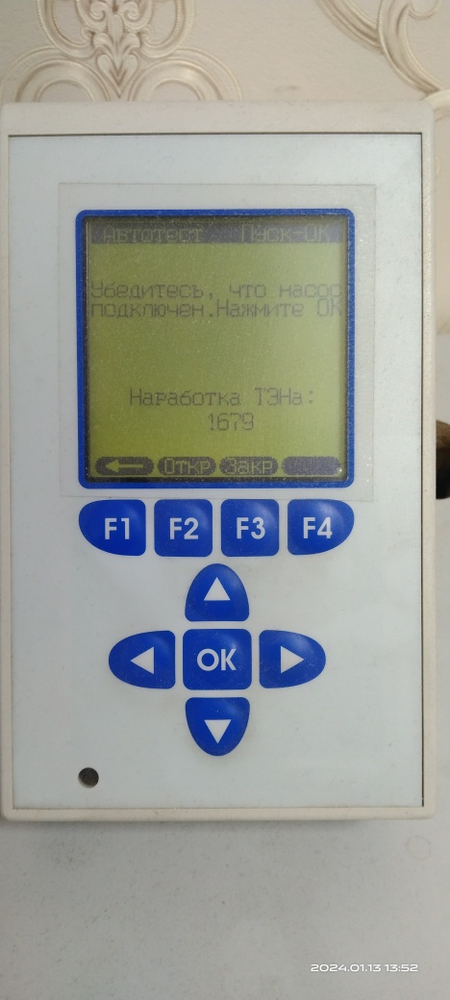 Автотест Пуск-ОК
Убедитесь, что насос
подключен.Нажмите ОК
Наработка ТЭНа:
1679
Откр Закр
F1 F2 F3 F4
OK
2024.01.13 13:52